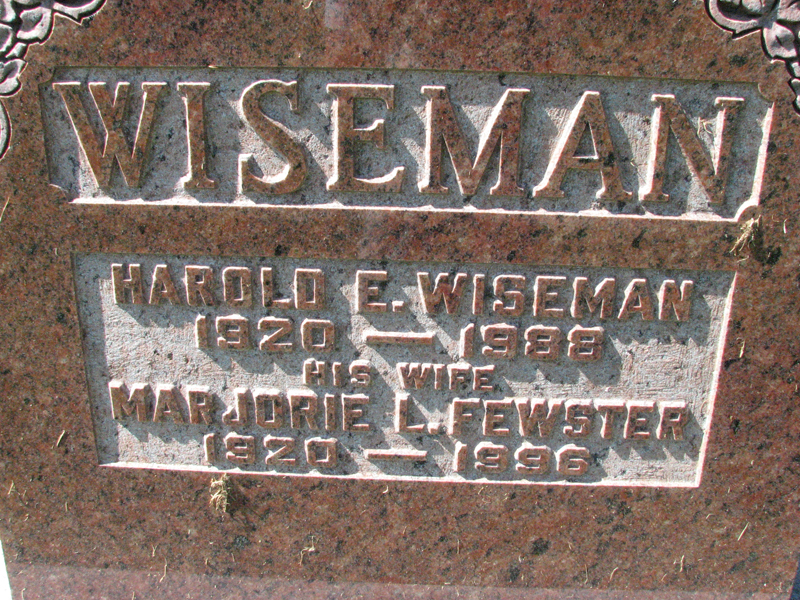 WISEMAN
HAROLD E. WISEMAN
1920 — 1988
HIS WIFE
MARJORIE L. FEWSTER
1920 — 1996